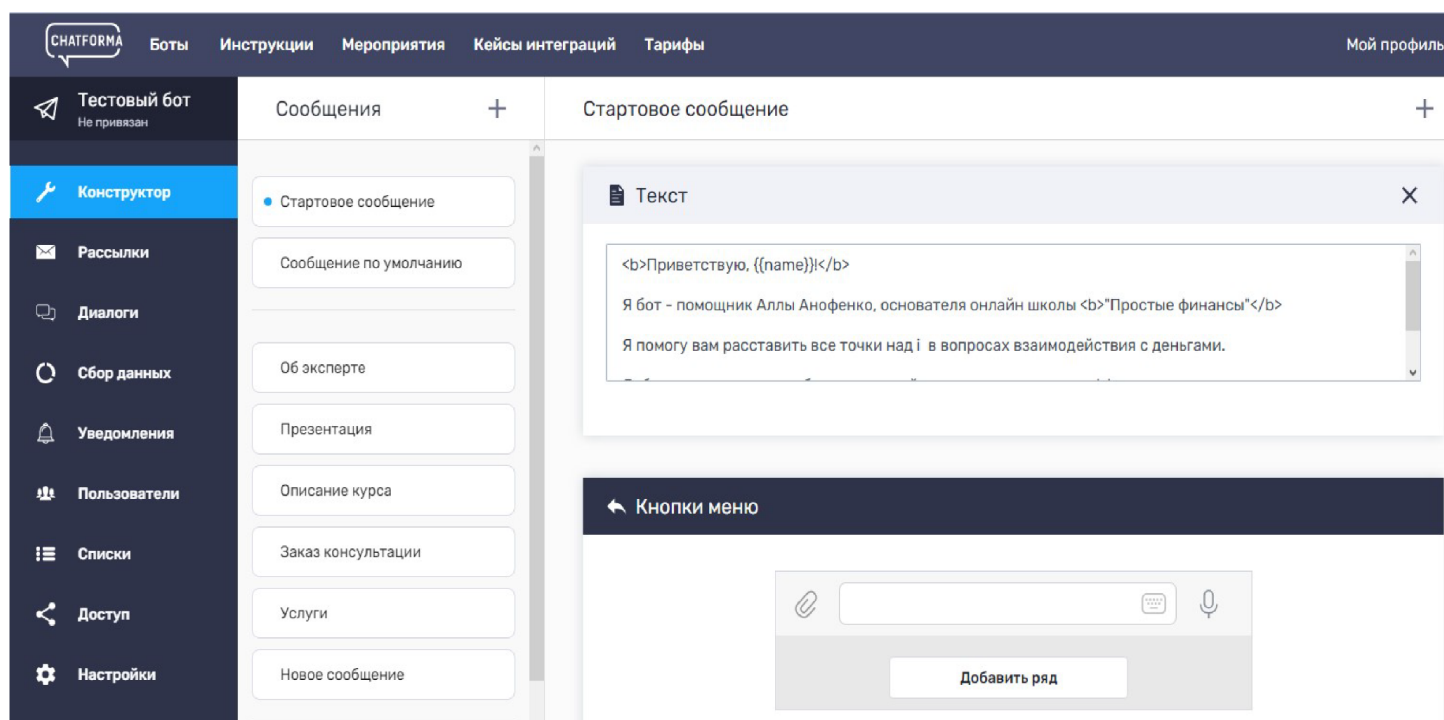 CHATFORMA Боты Инструкции Мероприятия Кейсы интеграций Тарифы Мой профиль
Тестовый бот
Не привязан
Конструктор
Рассылки
Диалоги
Сбор данных
Уведомления
Пользователи
Списки
Доступ
Настройки
Сообщения +
Стартовое сообщение
Сообщение по умолчанию
Об эксперте
Презентация
Описание курса
Заказ консультации
Услуги
Новое сообщение
Стартовое сообщение +
Текст
<b>Приветствую, {{name}}!</b>
Я бот - помощник Аллы Анофенко, основателя онлайн школы <b>"Простые финансы"</b>
Я помогу вам расставить все точки над i в вопросах взаимодействия с деньгами.
Кнопки меню
Добавить ряд